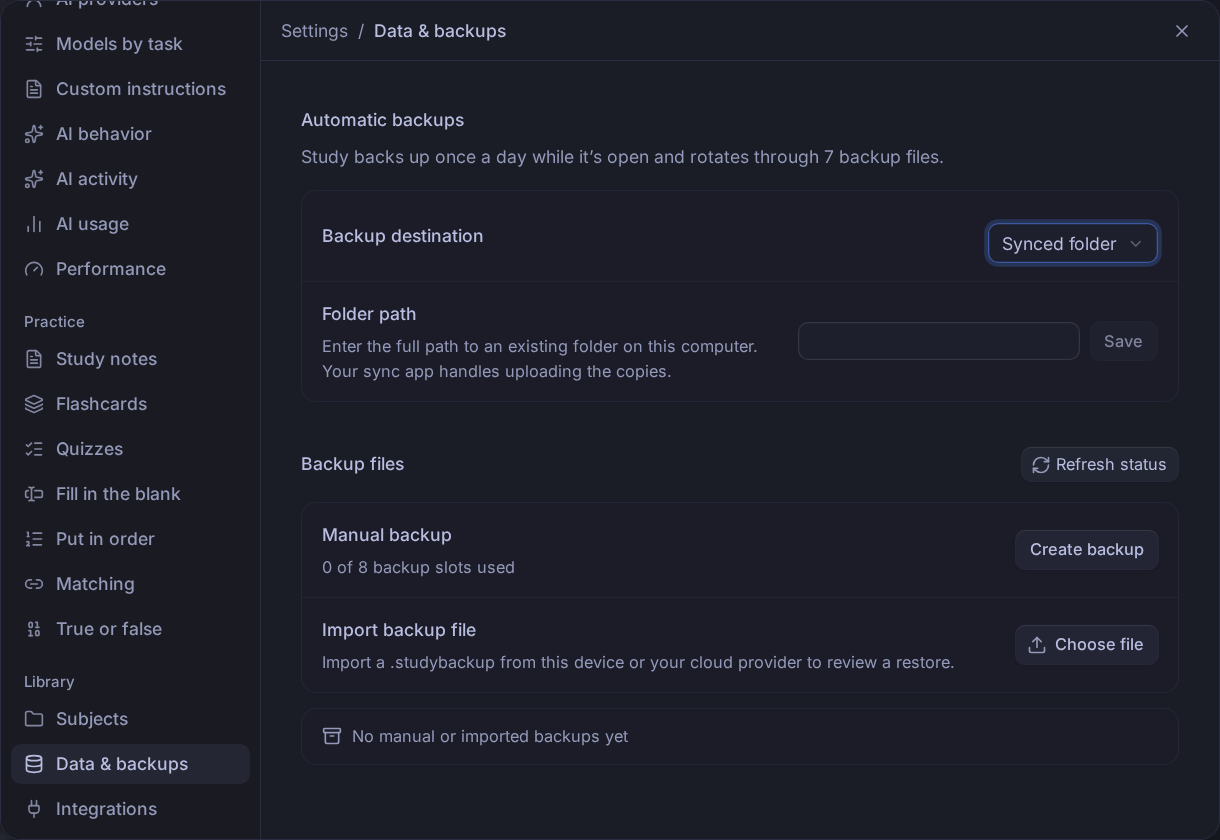 AI providers
Models by task
Custom instructions
AI behavior
AI activity
AI usage
Performance
Practice
Study notes
Flashcards
Quizzes
Fill in the blank
Put in order
Matching
True or false
Library
Subjects
Data & backups
Integrations
Settings / Data & backups
Automatic backups
Study backs up once a day while it’s open and rotates through 7 backup files.
Backup destination
Synced folder
Folder path
Enter the full path to an existing folder on this computer.
Your sync app handles uploading the copies.
Save
Backup files
Refresh status
Manual backup
0 of 8 backup slots used
Create backup
Import backup file
Import a .studybackup from this device or your cloud provider to review a restore.
Choose file
No manual or imported backups yet